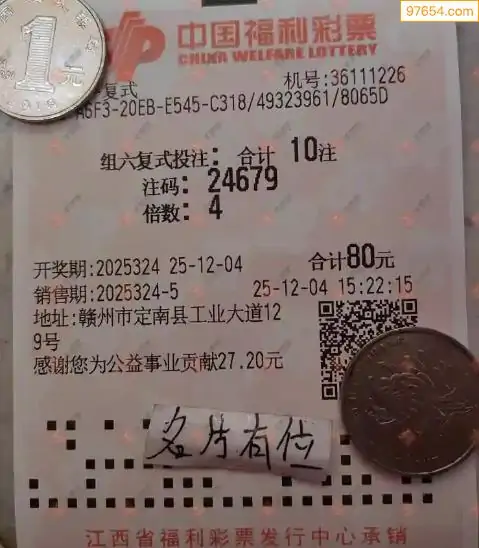 97654.com
1
元
2019
中国福利彩票
CHINA WELFARE LOTTERY
复式
机号:36111226
A6F3-20EB-E545-C318/49323961/8065D
组六复式投注: 合计 10注
注码: 24679
倍数: 4
开奖期:2025324 25-12-04 合计80元
销售期:2025324-5 25-12-04 15:22:15
地址:赣州市定南县工业大道12
9号
感谢您为公益事业贡献27.20元
名片有位
江西省福利彩票发行中心承销